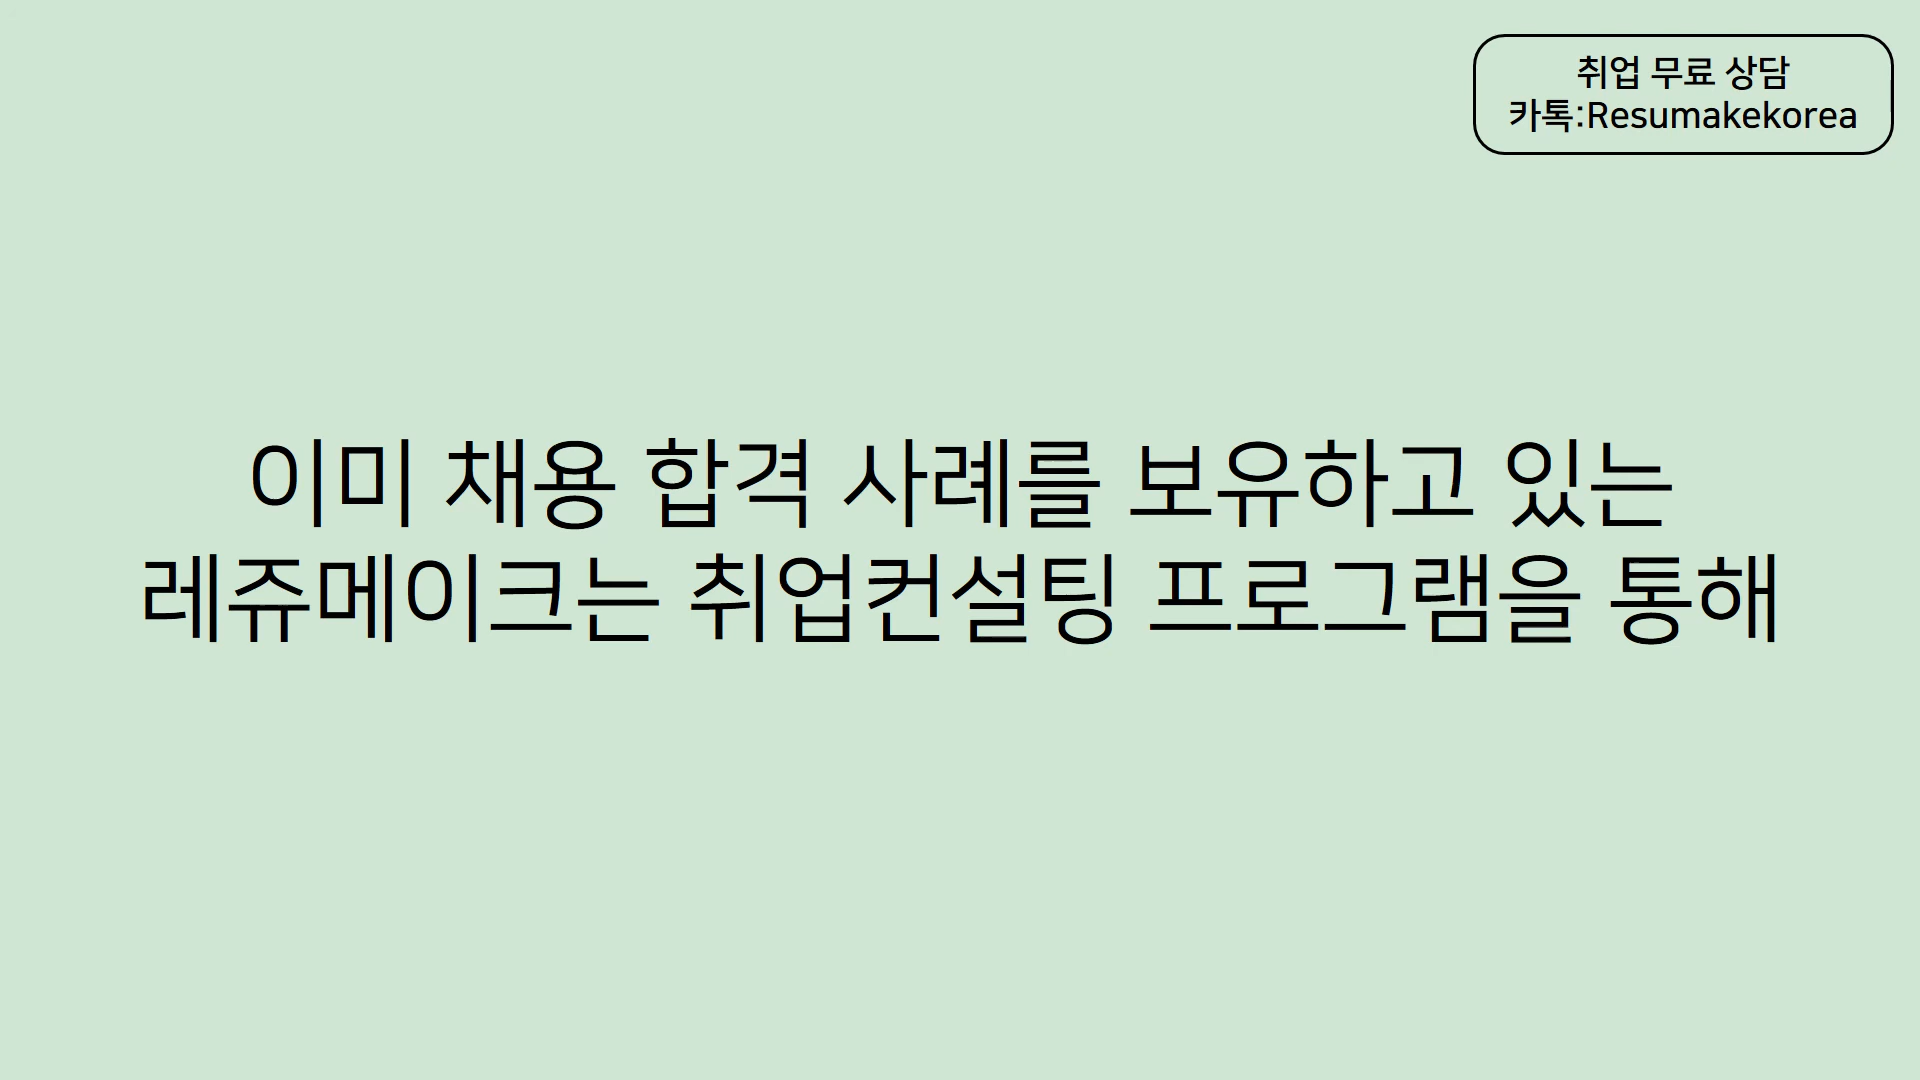 취업 무료 상담
카톡:Resumakekorea
이미 채용 합격 사례를 보유하고 있는
레쥬메이크는 취업컨설팅 프로그램을 통해